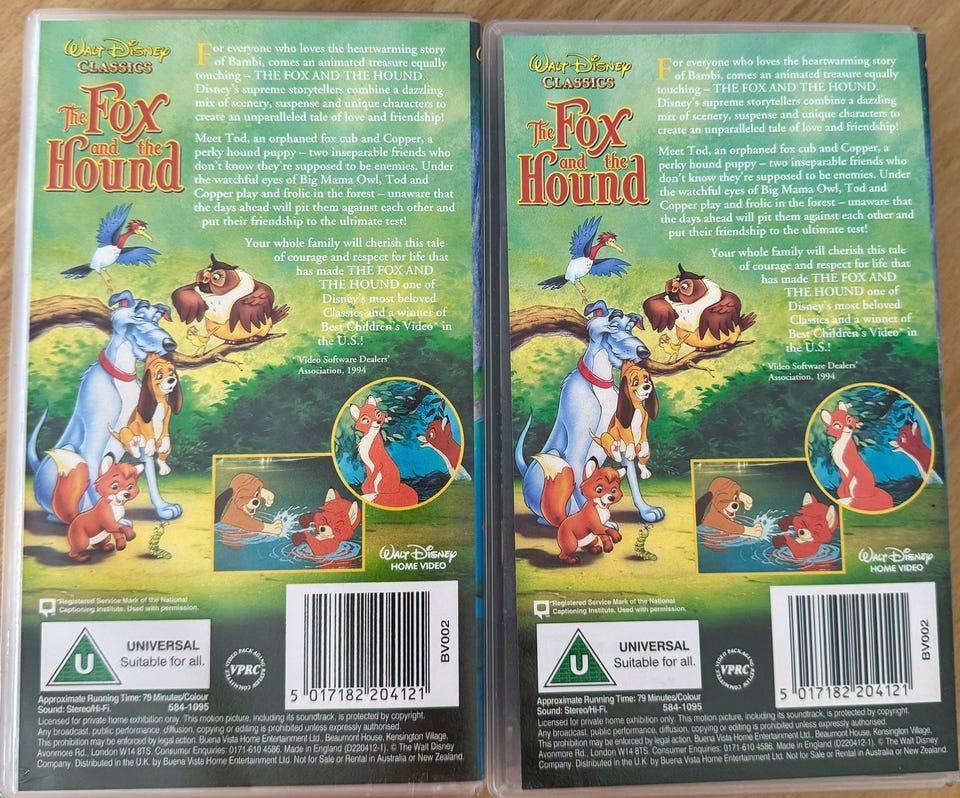 WALT DISNEY
CLASSICS
The Fox
and the
Hound
For everyone who loves the heartwarming story
of Bambi, comes an animated treasure equally
touching – THE FOX AND THE HOUND.
Disney's supreme storytellers combine a dazzling
mix of scenery, suspense and unique characters to
create an unparalleled tale of love and friendship!
Meet Tod, an orphaned fox cub and Copper, a
perky hound puppy – two inseparable friends who
don't know they're supposed to be enemies. Under
the watchful eyes of Big Mama Owl, Tod and
Copper play and frolic in the forest – unaware that
the days ahead will pit them against each other and
put their friendship to the ultimate test!
Your whole family will cherish this tale
of courage and respect for life that
has made THE FOX AND
THE HOUND one of
Disney's most beloved
Classics and a winner of
Best Children's Video* in
the U.S.!
* Video Software Dealers'
Association, 1994
WALT DISNEY
HOME VIDEO
Registered Service Mark of the National
Captioning Institute. Used with permission.
U
UNIVERSAL
Suitable for all.
VIDEO PACKAGING REVIEW COMMITTEE
VPRC
5 017182 204121
BV002
Approximate Running Time: 79 Minutes/Colour
Sound: Stereo/Hi-Fi. 584-1095
Licensed for private home exhibition only. This motion picture, including its soundtrack, is protected by copyright.
Any broadcast, public performance, diffusion, copying or editing is prohibited unless expressly authorised.
This prohibition may be enforced by legal action. Buena Vista Home Entertainment Ltd., Beaumont House, Kensington Village,
Avonmore Rd., London W14 8TS. Consumer Enquiries: 0171-610 4586. Made in England (D220412-1). © The Walt Disney
Company. Distributed in the U.K. by Buena Vista Home Entertainment Ltd. Not for Sale or Rental in Australia or New Zealand.
WALT DISNEY
CLASSICS
The Fox
and the
Hound
For everyone who loves the heartwarming story
of Bambi, comes an animated treasure equally
touching – THE FOX AND THE HOUND.
Disney's supreme storytellers combine a dazzling
mix of scenery, suspense and unique characters to
create an unparalleled tale of love and friendship!
Meet Tod, an orphaned fox cub and Copper, a
perky hound puppy – two inseparable friends who
don't know they're supposed to be enemies. Under
the watchful eyes of Big Mama Owl, Tod and
Copper play and frolic in the forest – unaware that
the days ahead will pit them against each other and
put their friendship to the ultimate test!
Your whole family will cherish this tale
of courage and respect for life that
has made THE FOX AND
THE HOUND one of
Disney's most beloved
Classics and a winner of
Best Children's Video* in
the U.S.!
Video Software Dealers'
Association, 1994
WALT DISNEY
HOME VIDEO
Registered Service Mark of the National
Captioning Institute. Used with permission.
U
UNIVERSAL
Suitable for all.
VIDEO PACKAGING REVIEW COMMITTEE
VPRC
5 017182 204121
BV002
Approximate Running Time: 79 Minutes/Colour
Sound: Stereo/Hi-Fi. 584-1095
Licensed for private home exhibition only. This motion picture, including its soundtrack, is protected by copyright.
Any broadcast, public performance, diffusion, copying or editing is prohibited unless expressly authorised.
This prohibition may be enforced by legal action. Buena Vista Home Entertainment Ltd., Beaumont House, Kensington Village,
Avonmore Rd., London W14 8TS. Consumer Enquiries: 0171-610 4586. Made in England (D220412-1). © The Walt Disney
Company. Distributed in the U.K. by Buena Vista Home Entertainment Ltd. Not for Sale or Rental in Australia or New Zealand.